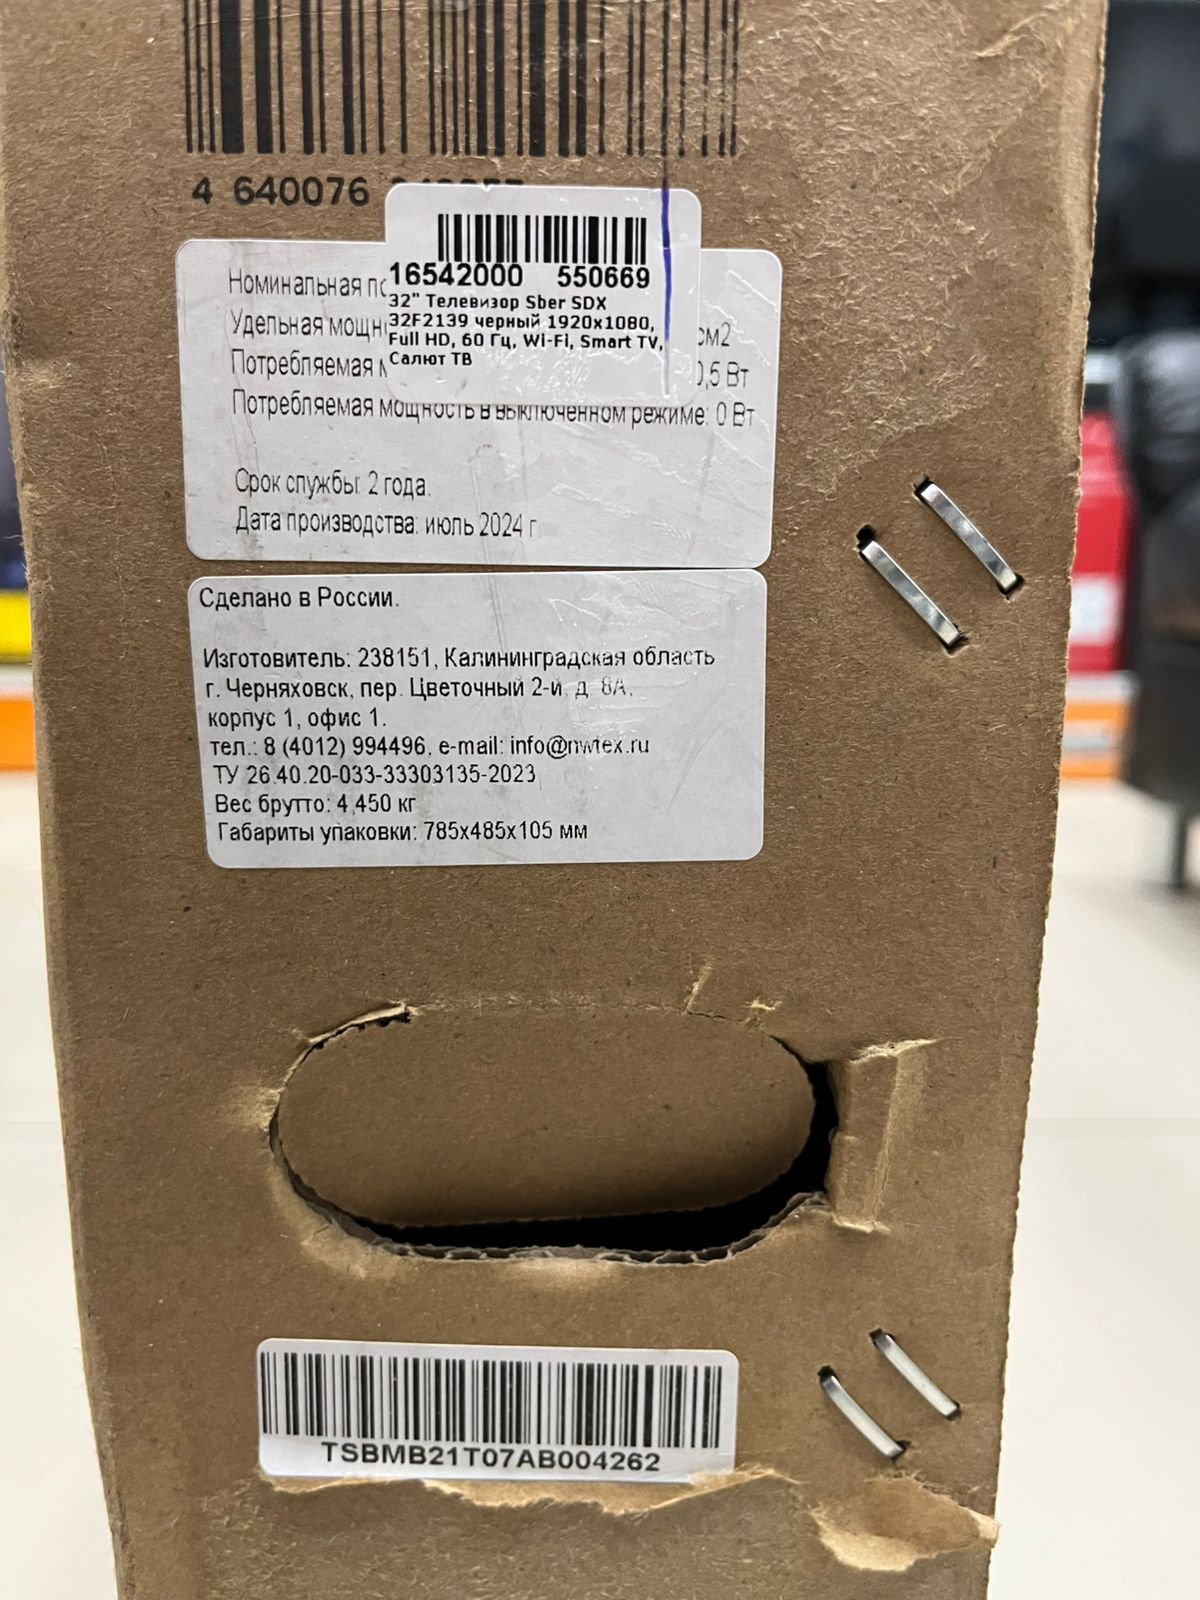 4 640076
16542000 550669
32" Телевизор Sber SDX
32F2139 черный 1920x1080,
Full HD, 60 Гц, Wi-Fi, Smart TV,
Салют ТВ
Номинальная
Удельная см2
Потребляемая 0,5 Вт
Потребляемая мощность в выключенном режиме: 0 Вт
Срок службы: 2 года.
Дата производства: июль 2024 г.
Сделано в России.
Изготовитель: 238151, Калининградская область
г. Черняховск, пер. Цветочный 2-й, д. 8А,
корпус 1, офис 1.
тел.: 8 (4012) 994496, e-mail: info@nwtex.ru
ТУ 26.40.20-033-33303135-2023
Вес брутто: 4,450 кг
Габариты упаковки: 785x485x105 мм
TSBMB21T07AB004262